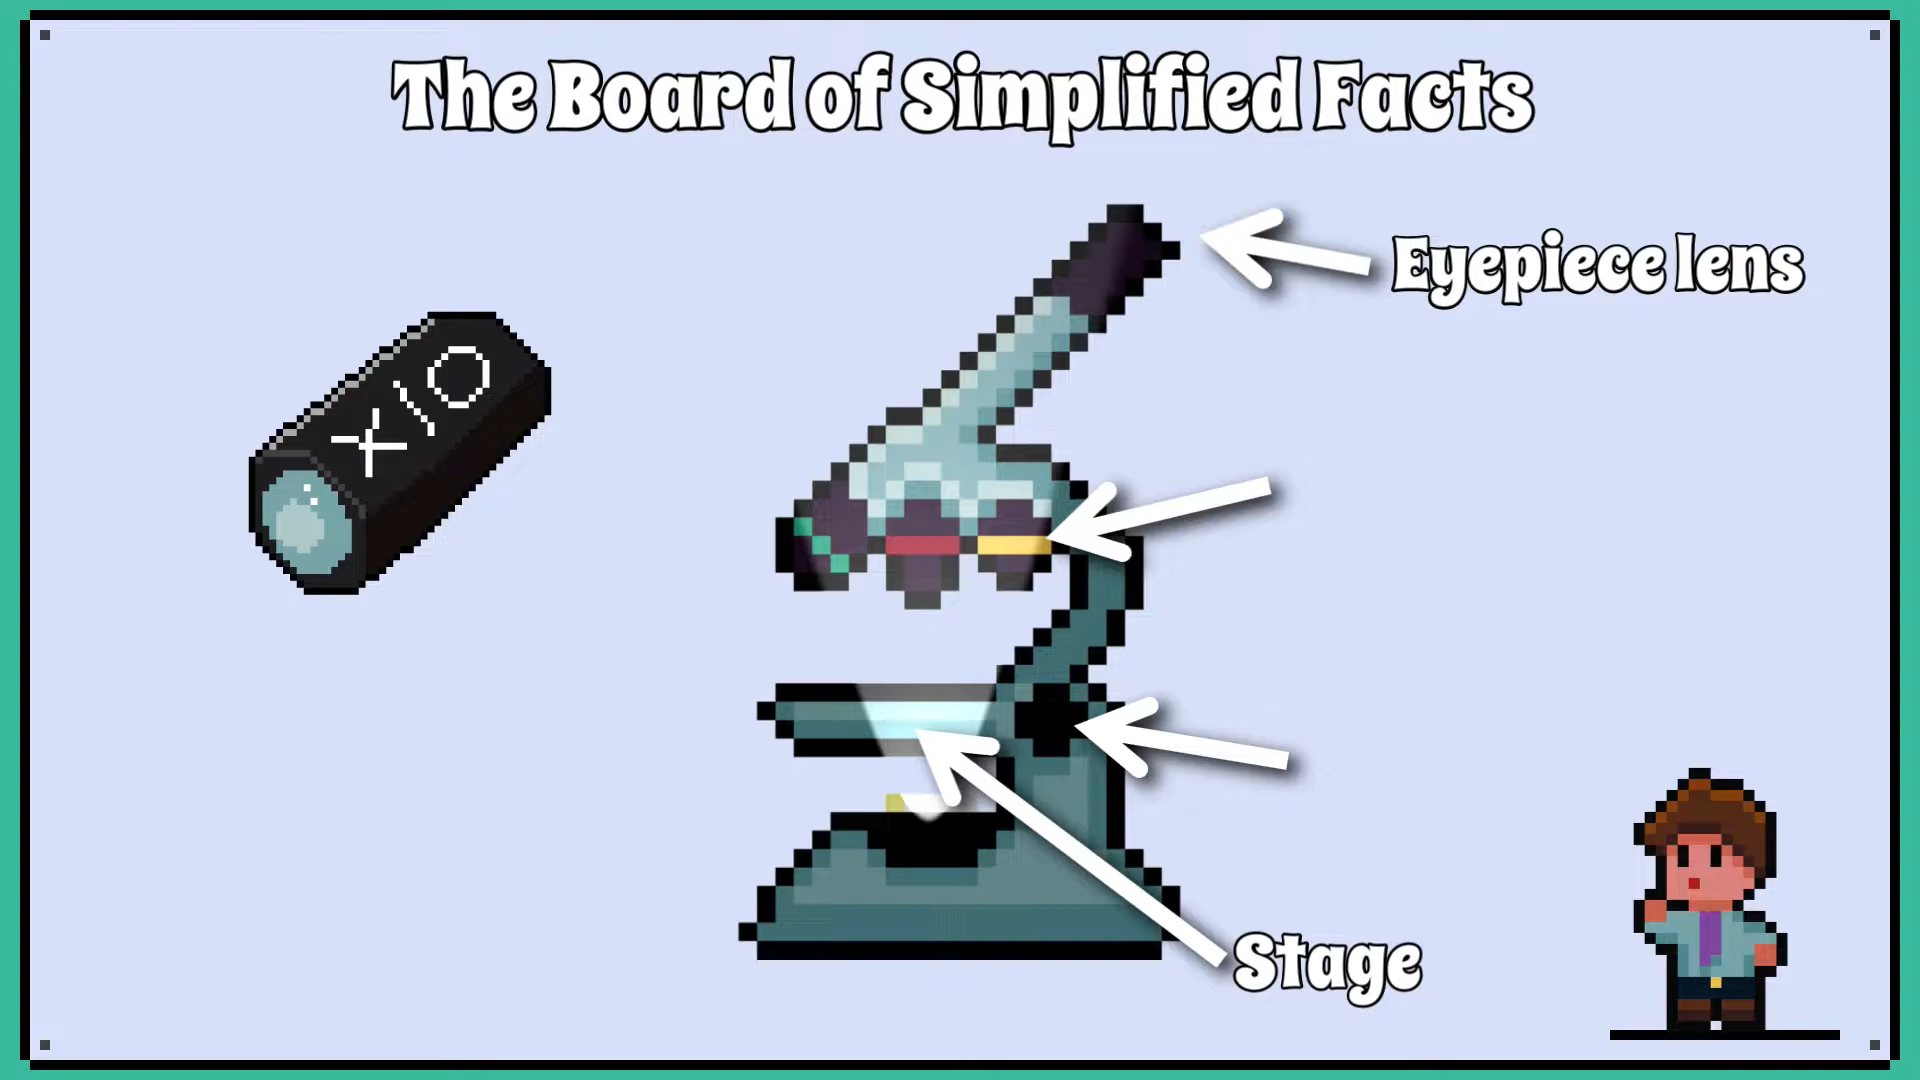 The Board of Simplified Facts
Eyepiece lens
X10
Stage